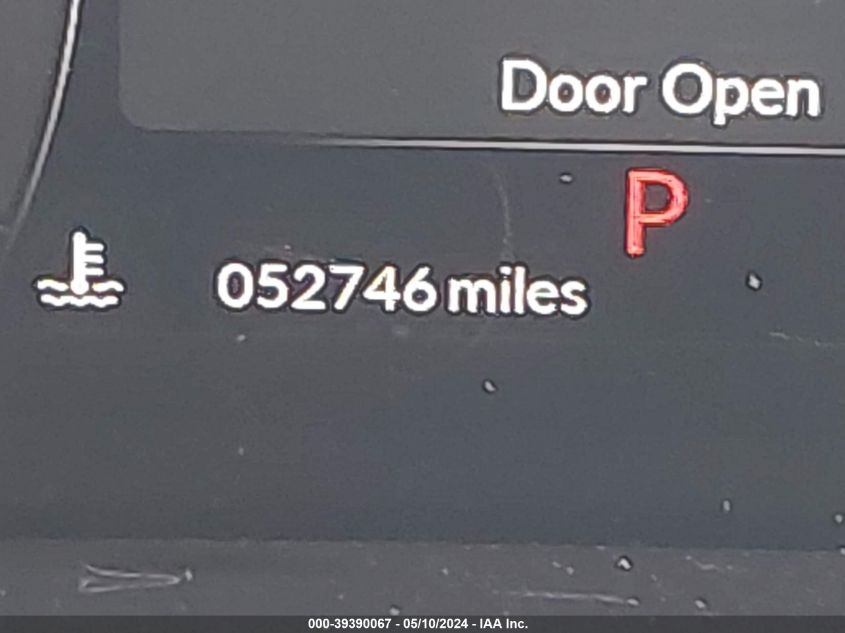 Door Open
P
052746 miles
000-39390067 - 05/10/2024 - IAA Inc.